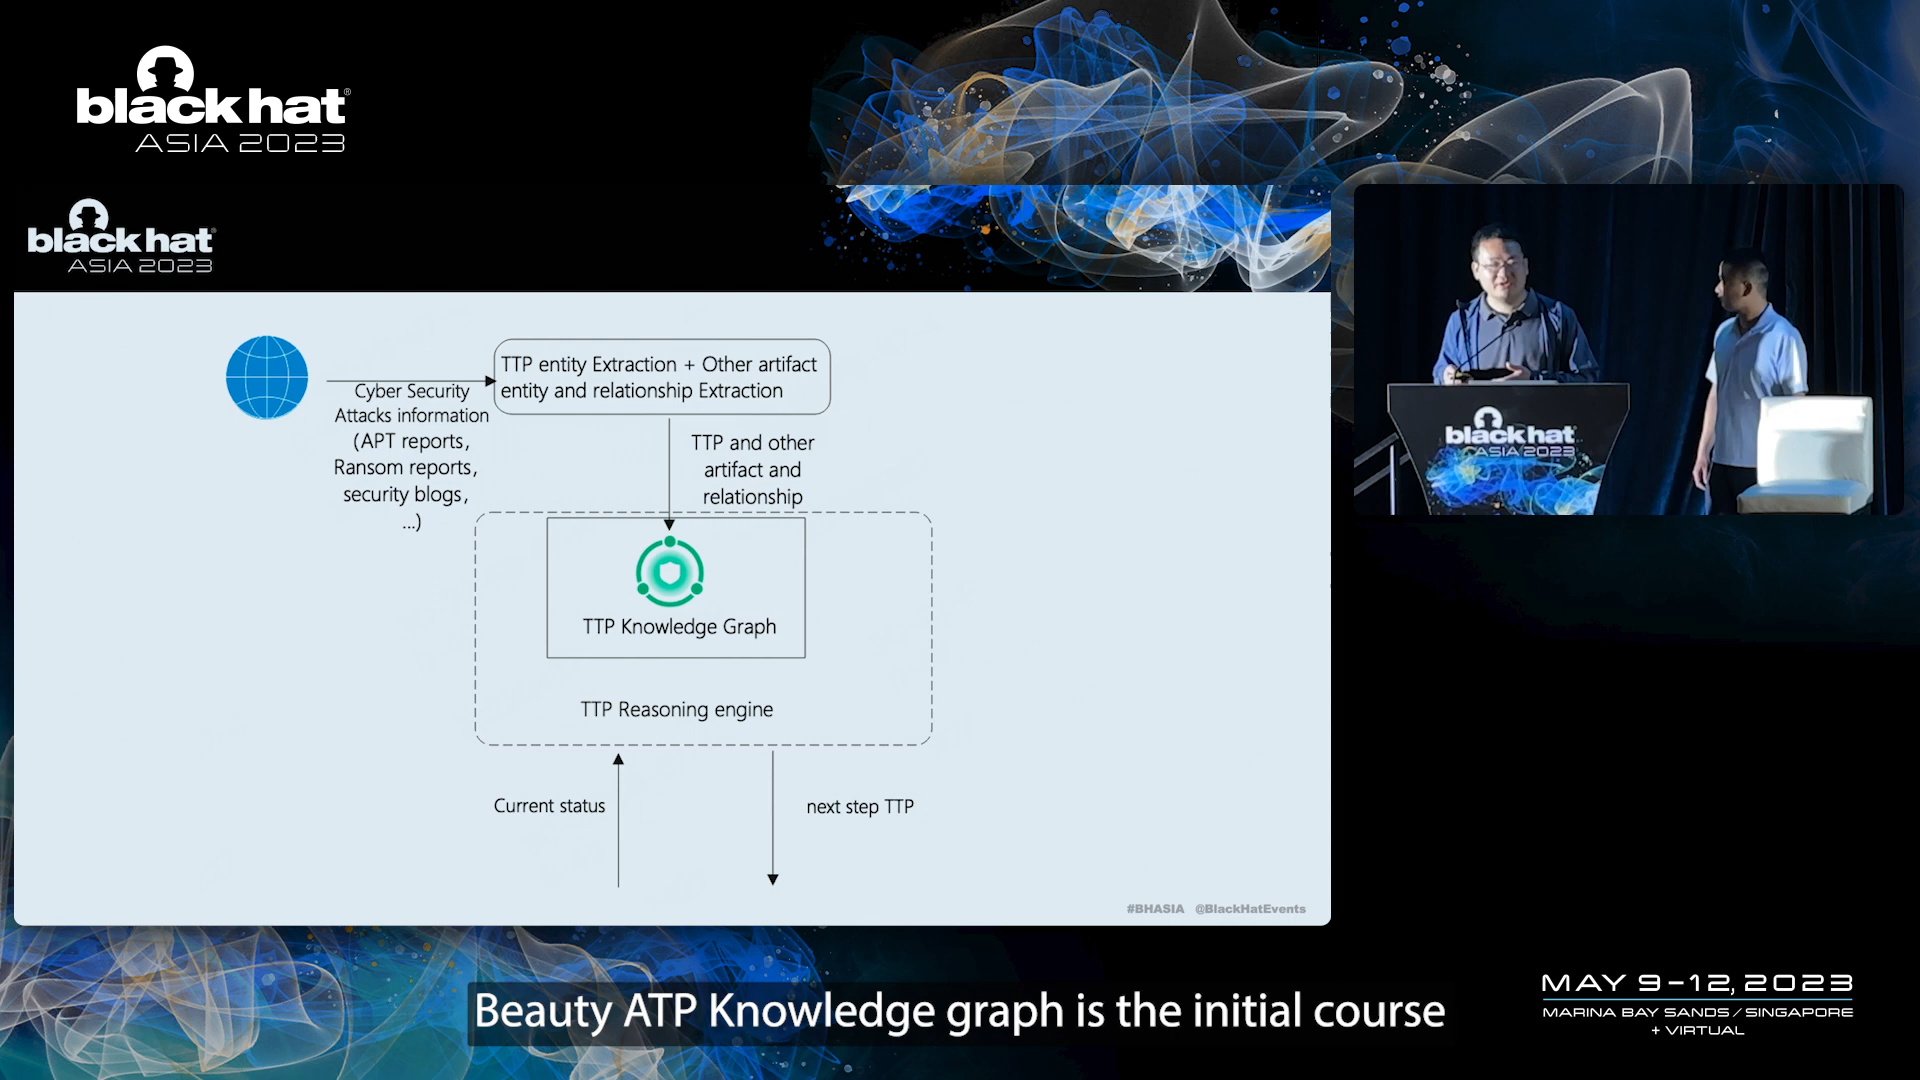 black hat®
ASIA 2023
black hat®
ASIA 2023
TTP entity Extraction + Other artifact
entity and relationship Extraction
Cyber Security
Attacks information
(APT reports,
Ransom reports,
security blogs,
...)
TTP and other
artifact and
relationship
TTP Knowledge Graph
TTP Reasoning engine
Current status
next step TTP
#BHASIA @BlackHatEvents
black hat
ASIA 2023
Beauty ATP Knowledge graph is the initial course
MAY 9-12, 2023
MARINA BAY SANDS / SINGAPORE
+ VIRTUAL